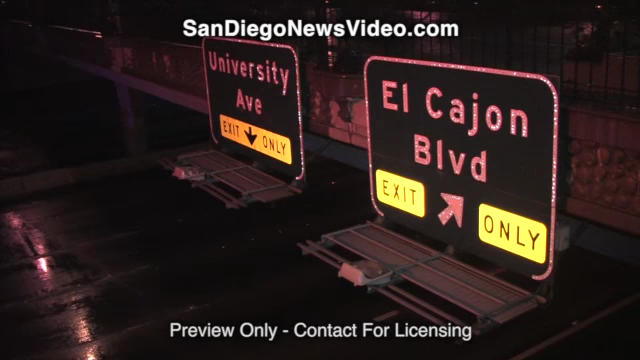 SanDiegoNewsVideo.com
University
Ave
EXIT ONLY
El Cajon
Blvd
EXIT ONLY
Preview Only - Contact For Licensing